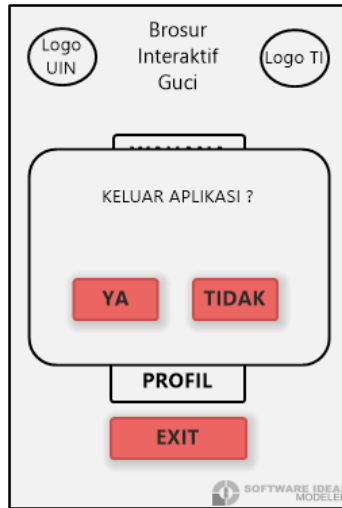 Logo
UIN
Brosur
Interaktif
Guci
Logo TI
KELUAR APLIKASI ?
YA
TIDAK
PROFIL
EXIT
SOFTWARE IDEAS
MODELER